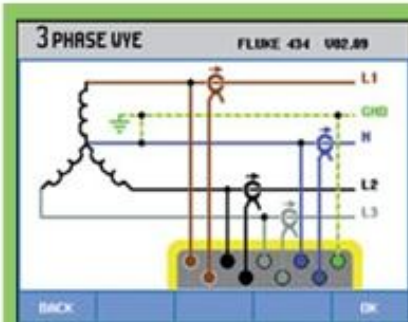 3 PHASE WYE FLUKE 434 V02.09
L1
GND
N
L2
L3
BACK OK